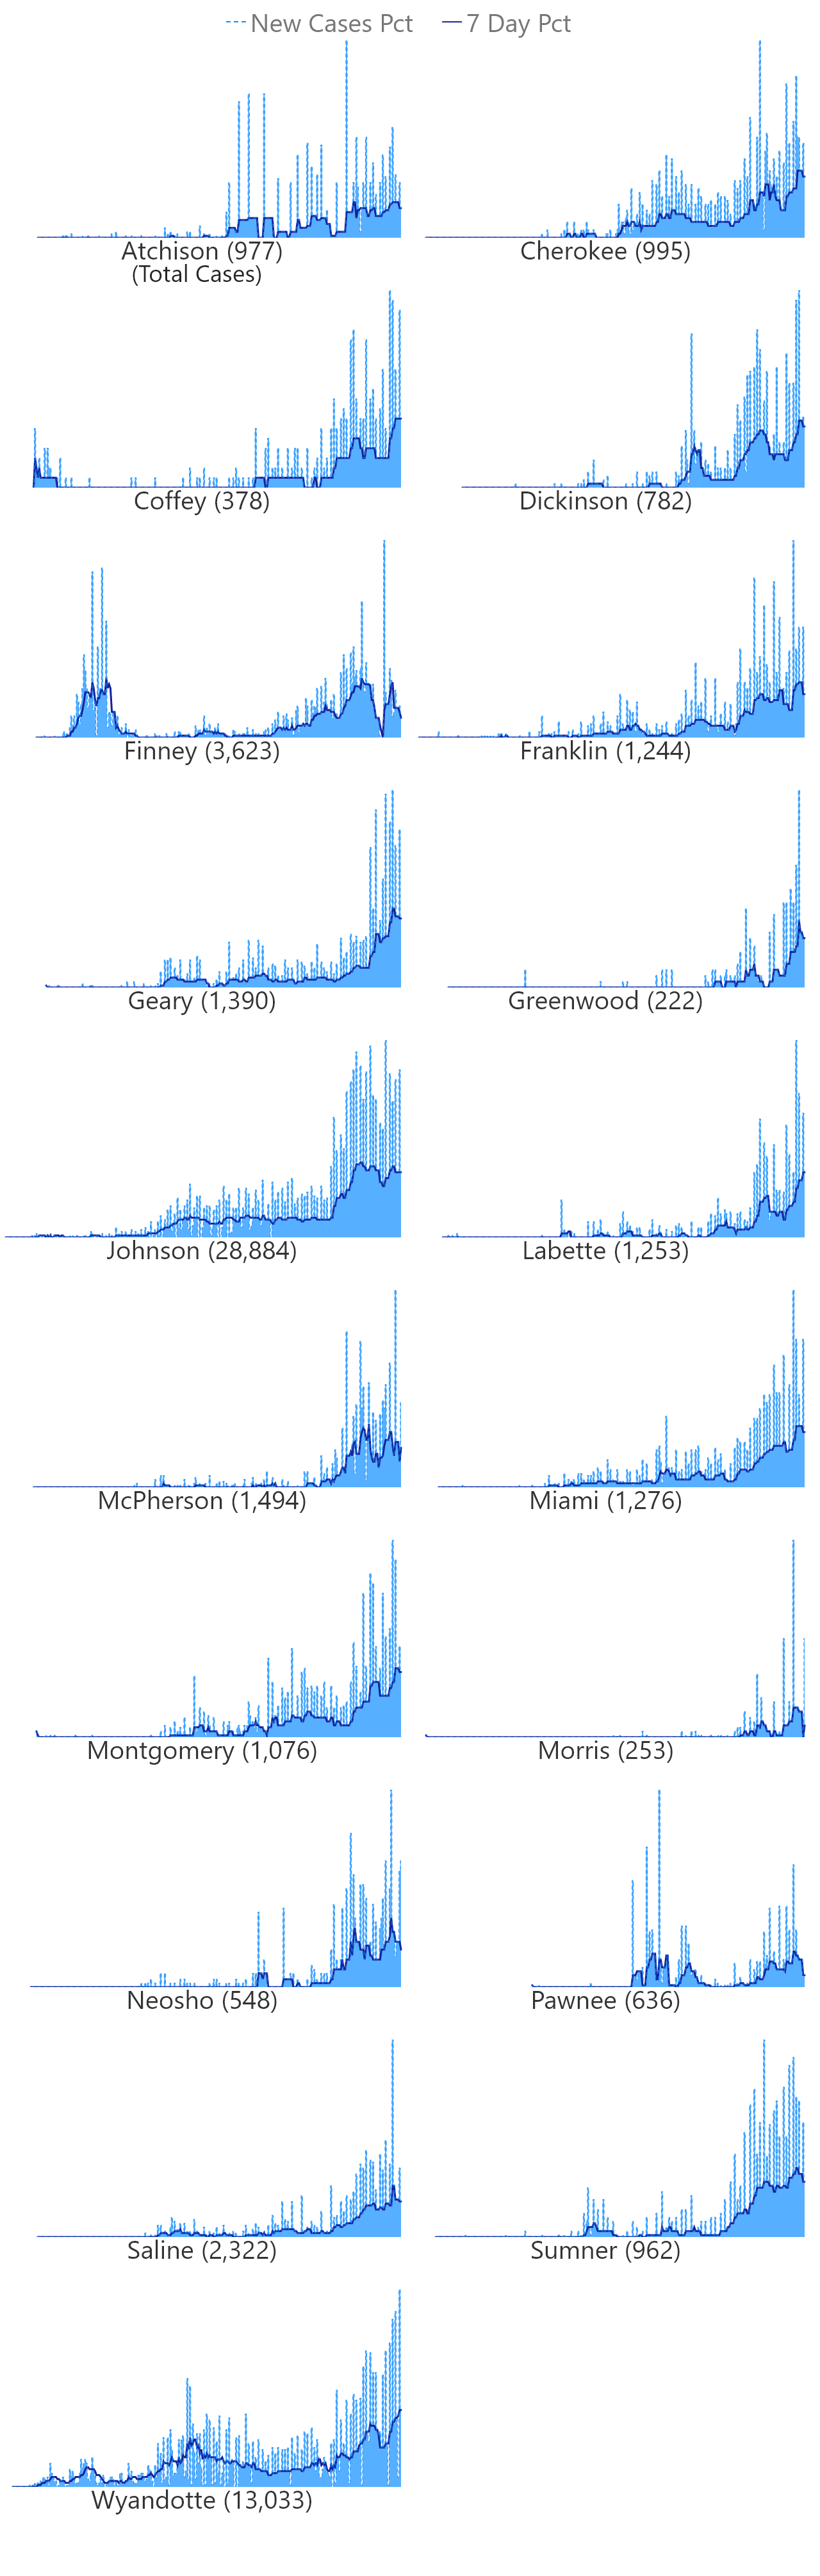 New Cases Pct 7 Day Pct
Atchison (977) Cherokee (995)
(Total Cases)
Coffey (378) Dickinson (782)
Finney (3,623) Franklin (1,244)
Geary (1,390) Greenwood (222)
Johnson (28,884) Labette (1,253)
McPherson (1,494) Miami (1,276)
Montgomery (1,076) Morris (253)
Neosho (548) Pawnee (636)
Saline (2,322) Sumner (962)
Wyandotte (13,033)